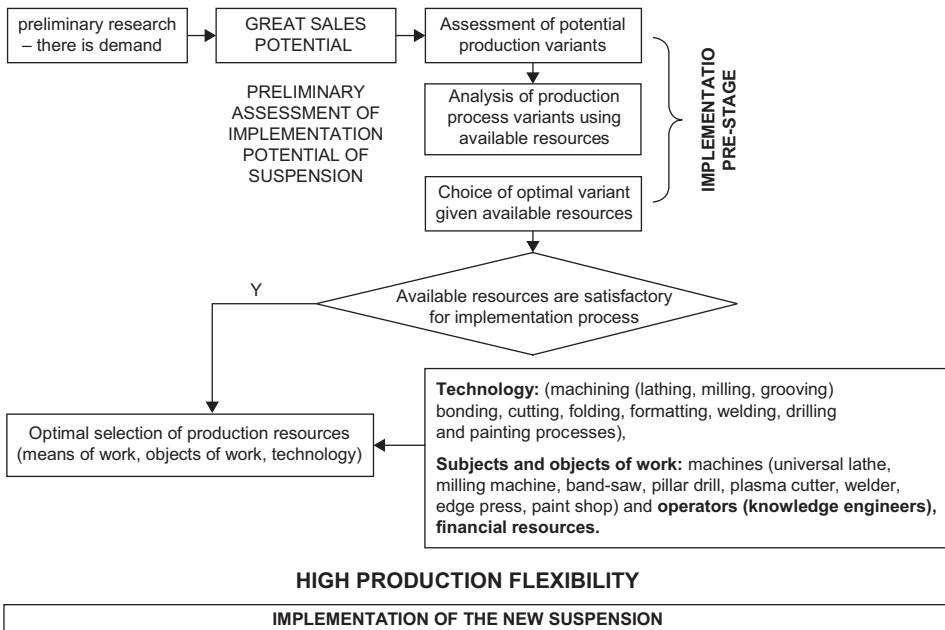 preliminary research
– there is demand
GREAT SALES
POTENTIAL
Assessment of potential
production variants
PRELIMINARY
ASSESSMENT OF
IMPLEMENTATION
POTENTIAL OF
SUSPENSION
Analysis of production
process variants using
available resources
IMPLEMENTATIO
PRE-STAGE
Choice of optimal variant
given available resources
Y
Available resources are satisfactory
for implementation process
Optimal selection of production resources
(means of work, objects of work, technology)
Technology: (machining (lathing, milling, grooving)
bonding, cutting, folding, formatting, welding, drilling
and painting processes),
Subjects and objects of work: machines (universal lathe,
milling machine, band-saw, pillar drill, plasma cutter, welder,
edge press, paint shop) and operators (knowledge engineers),
financial resources.
HIGH PRODUCTION FLEXIBILITY
IMPLEMENTATION OF THE NEW SUSPENSION